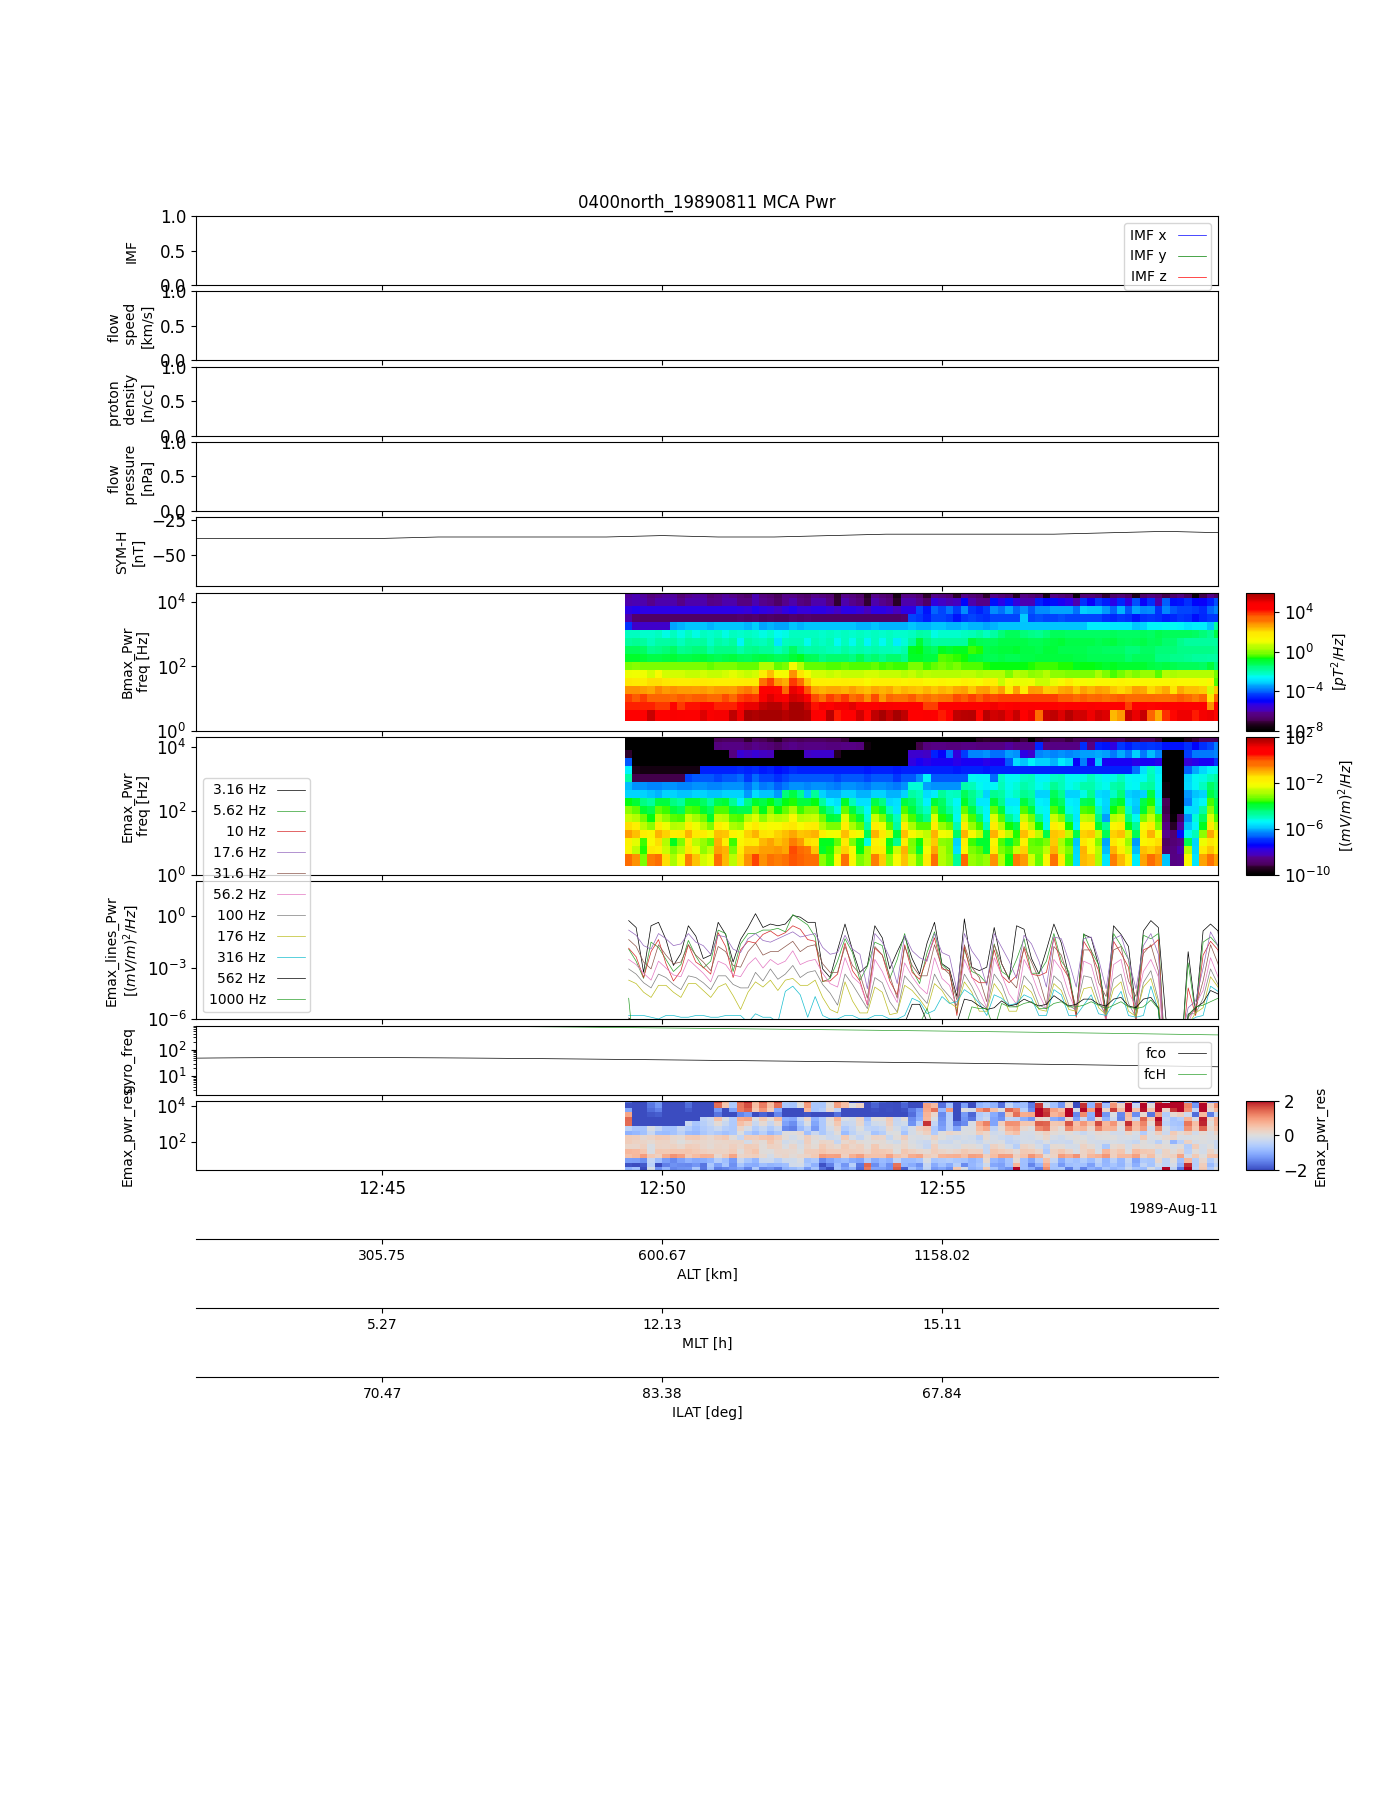 0400north_19890811 MCA Pwr
1.0
0.5
0.0
IMF
IMF x
IMF y
IMF z
1.0
0.5
0.0
flow
speed
[km/s]
1.0
0.5
0.0
proton
density
[n/cc]
1.0
0.5
0.0
flow
pressure
[nPa]
−25
−50
SYM-H
[nT]
10^4
10^2
10^0
Bmax_Pwr
freq [Hz]
10^4
10^0
10^−4
10^−8
[pT^2/Hz]
10^4
10^2
10^0
Emax_Pwr
freq [Hz]
10^2
10^−2
10^−6
10^−10
[(mV/m)^2/Hz]
3.16 Hz
5.62 Hz
10 Hz
17.6 Hz
31.6 Hz
56.2 Hz
100 Hz
176 Hz
316 Hz
562 Hz
1000 Hz
10^0
10^−3
10^−6
Emax_lines_Pwr
[(mV/m)^2/Hz]
10^2
10^1
gyro_freq
fco
fcH
10^4
10^2
Emax_pwr_res
2
0
−2
Emax_pwr_res
12:45 12:50 12:55
1989-Aug-11
305.75 600.67 1158.02
ALT [km]
5.27 12.13 15.11
MLT [h]
70.47 83.38 67.84
ILAT [deg]